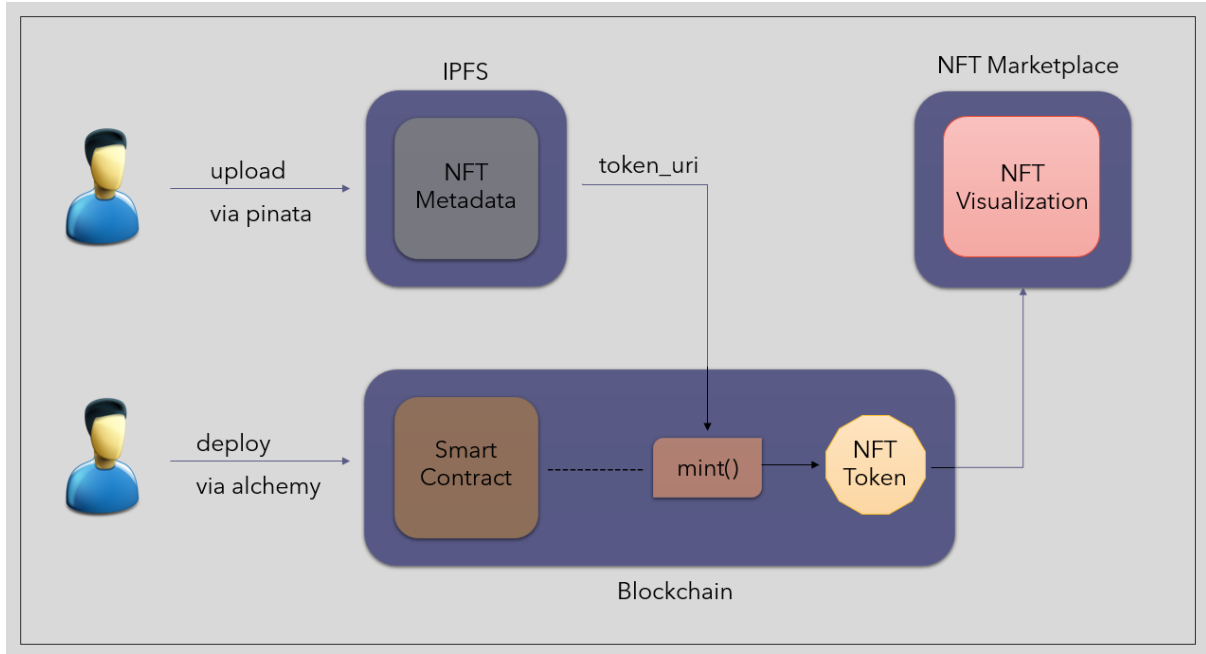 IPFS
NFT Marketplace
upload
via pinata
NFT
Metadata
token_uri
NFT
Visualization
deploy
via alchemy
Smart
Contract
mint()
NFT
Token
Blockchain